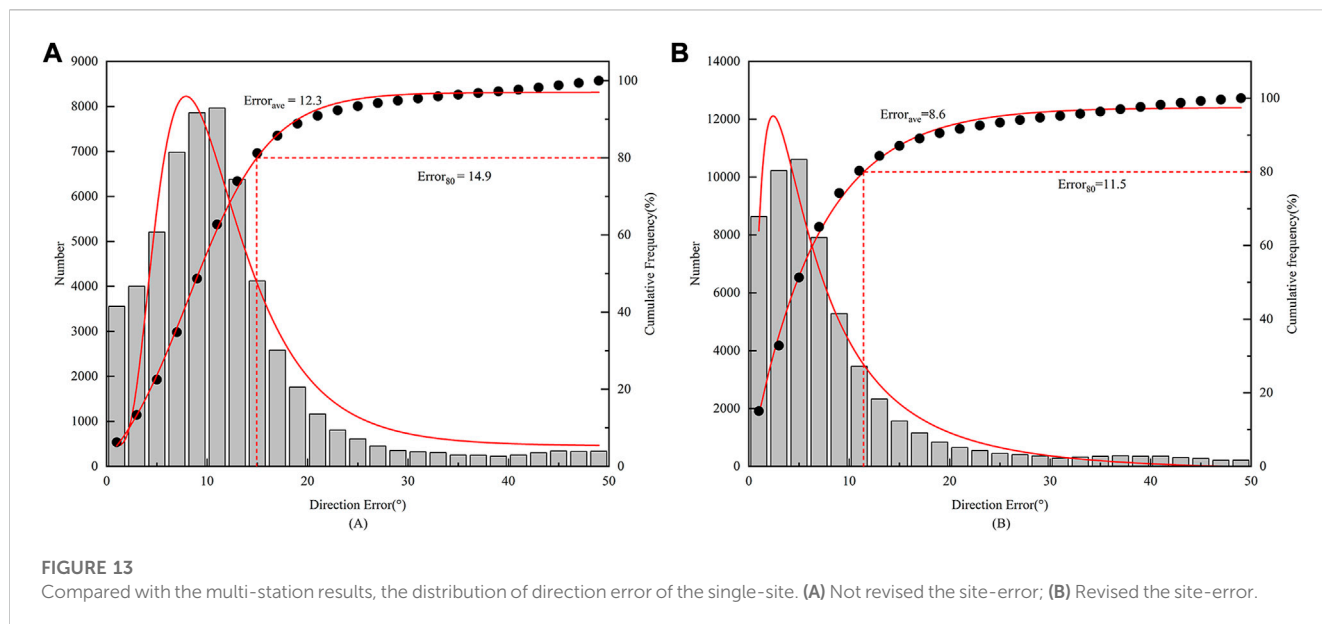 A
9000
8000
7000
6000
5000
4000
3000
2000
1000
0
Number
0 10 20 30 40 50
Direction Error(°)
(A)
100
80
60
40
20
0
Cumulative Frequency(%)
Error_ave = 12.3
Error_80 = 14.9
B
14000
12000
10000
8000
6000
4000
2000
0
Number
0 10 20 30 40 50
Direction Error(°)
(B)
100
80
60
40
20
0
Cumulative frequency(%)
Error_ave=8.6
Error_80=11.5
FIGURE 13
Compared with the multi-station results, the distribution of direction error of the single-site. (A) Not revised the site-error; (B) Revised the site-error.